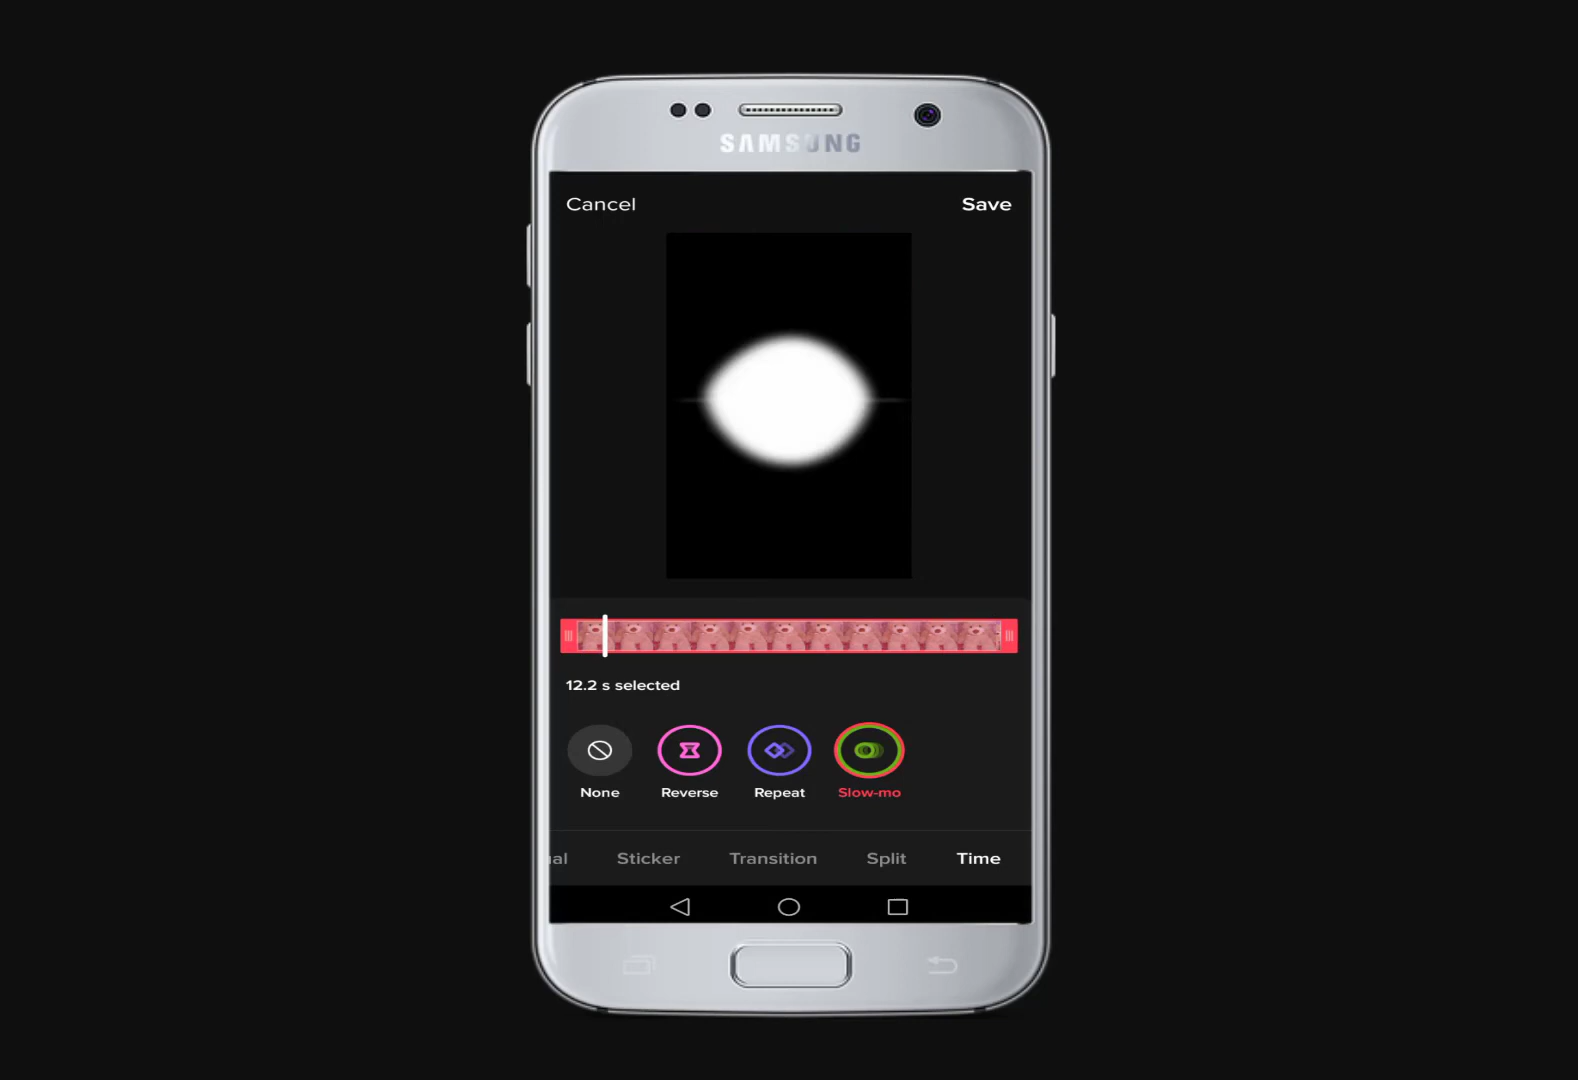 SAMSUNG
Cancel
Save
12.2 s selected
None
Reverse
Repeat
Slow-mo
Sticker
Transition
Split
Time